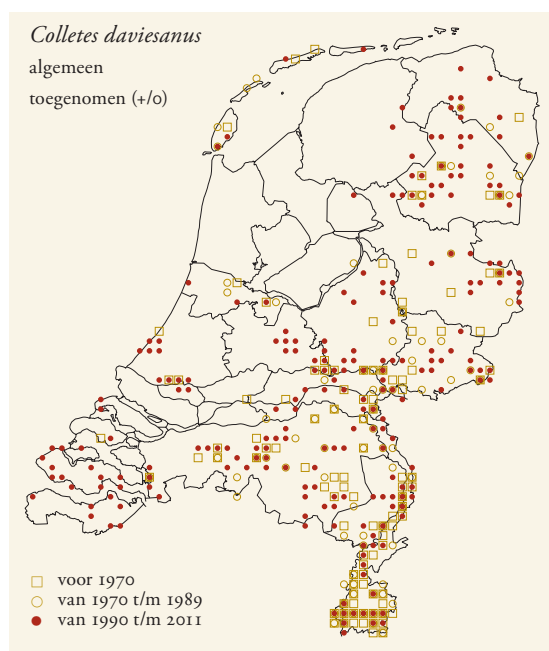 Colletes daviesanus
algemeen
toegenomen (+/0)
voor 1970
van 1970 t/m 1989
van 1990 t/m 2011